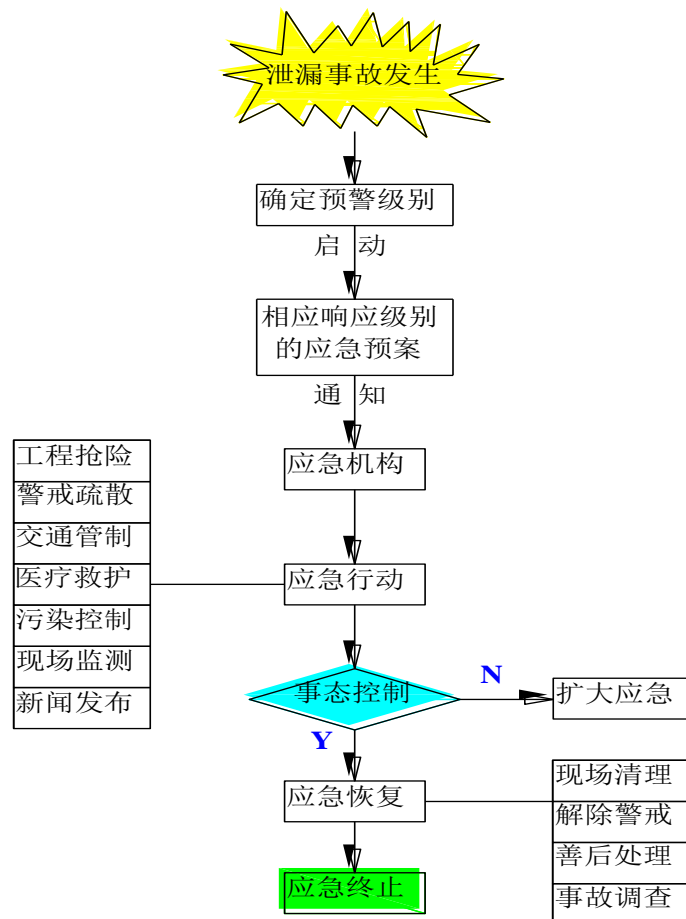 泄漏事故发生
确定预警级别
启动
相应响应级别
的应急预案
通知
应急机构
工程抢险
警戒疏散
交通管制
医疗救护
污染控制
现场监测
新闻发布
应急行动
事态控制
N
扩大应急
Y
应急恢复
现场清理
解除警戒
善后处理
事故调查
应急终止